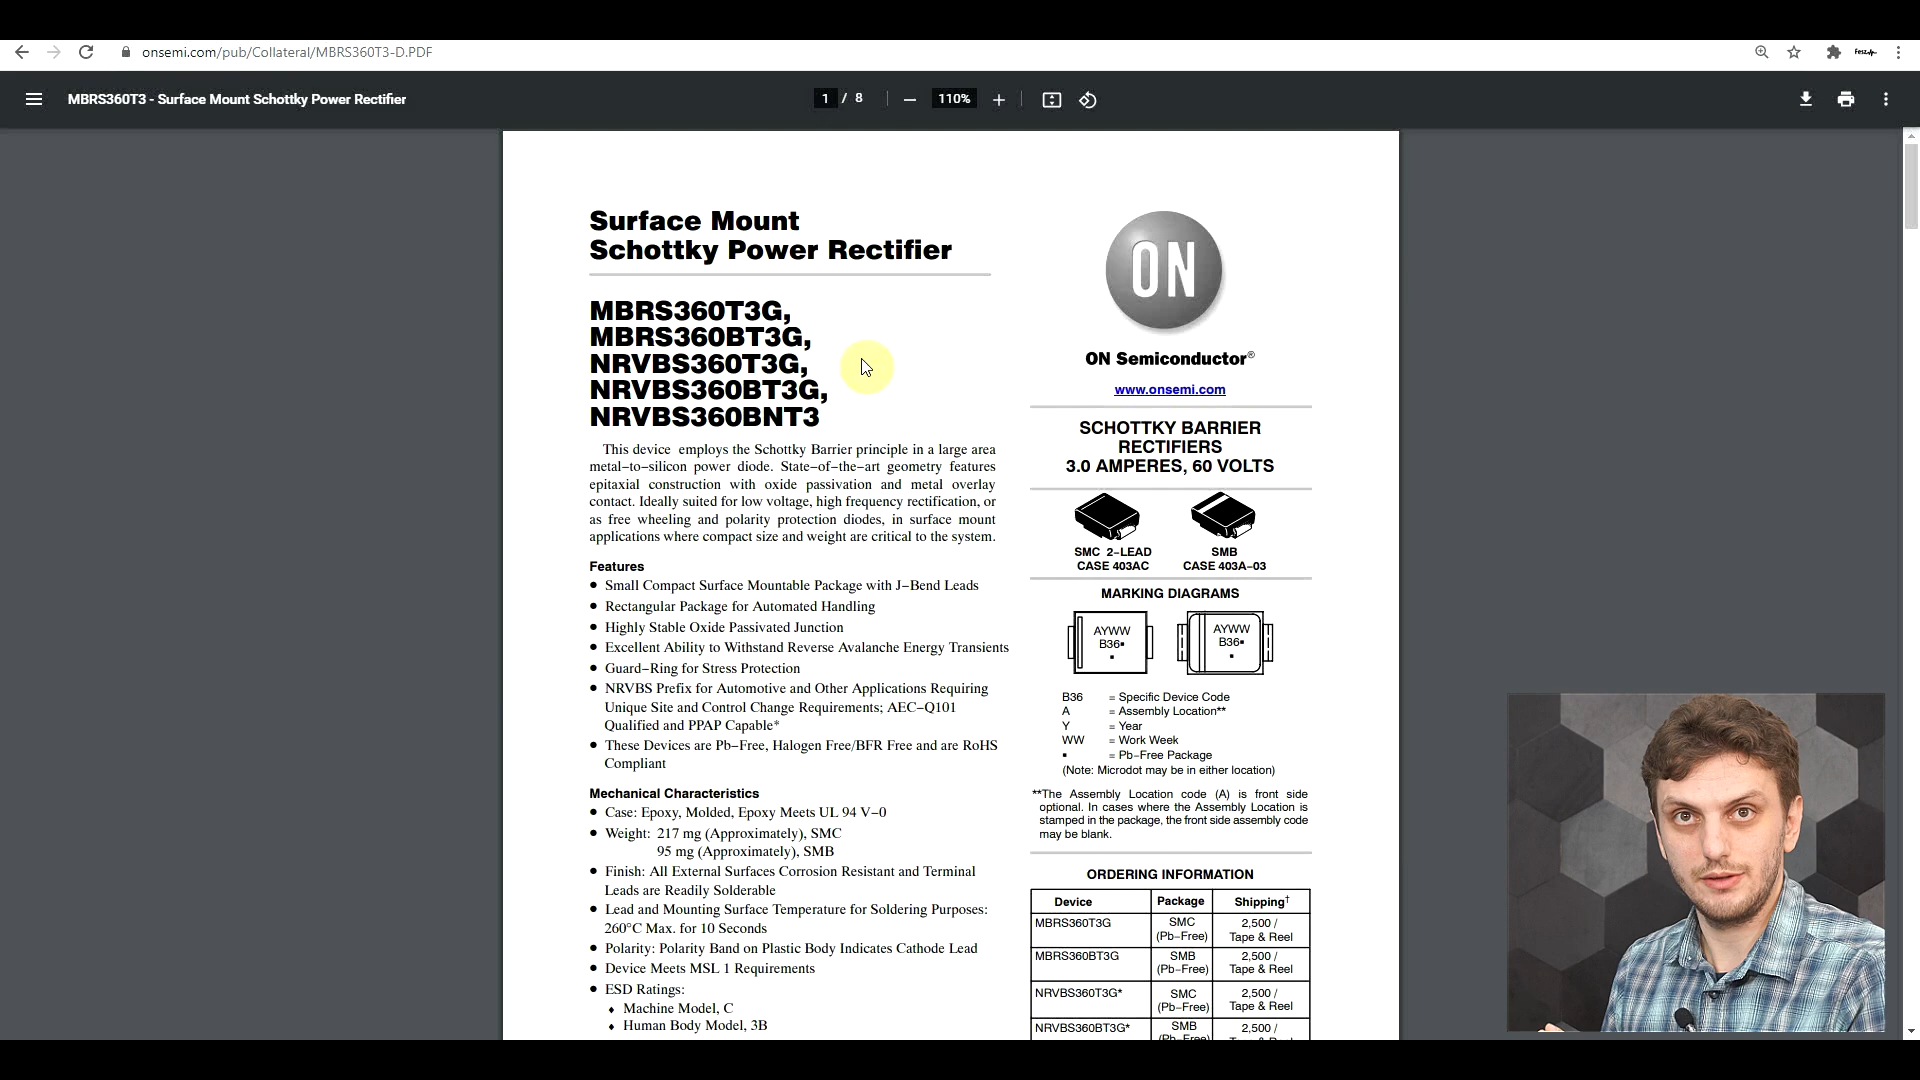 onsemi.com/pub/Collateral/MBRS360T3-D.PDF
Fesz
MBRS360T3 - Surface Mount Schottky Power Rectifier
1 / 8
110%
Surface Mount
Schottky Power Rectifier
MBRS360T3G,
MBRS360BT3G,
NRVBS360T3G,
NRVBS360BT3G,
NRVBS360BNT3
This device employs the Schottky Barrier principle in a large area
metal−to−silicon power diode. State−of−the−art geometry features
epitaxial construction with oxide passivation and metal overlay
contact. Ideally suited for low voltage, high frequency rectification, or
as free wheeling and polarity protection diodes, in surface mount
applications where compact size and weight are critical to the system.
Features
• Small Compact Surface Mountable Package with J−Bend Leads
• Rectangular Package for Automated Handling
• Highly Stable Oxide Passivated Junction
• Excellent Ability to Withstand Reverse Avalanche Energy Transients
• Guard−Ring for Stress Protection
• NRVBS Prefix for Automotive and Other Applications Requiring
Unique Site and Control Change Requirements; AEC−Q101
Qualified and PPAP Capable*
• These Devices are Pb−Free, Halogen Free/BFR Free and are RoHS
Compliant
Mechanical Characteristics
• Case: Epoxy, Molded, Epoxy Meets UL 94 V−0
• Weight: 217 mg (Approximately), SMC
95 mg (Approximately), SMB
• Finish: All External Surfaces Corrosion Resistant and Terminal
Leads are Readily Solderable
• Lead and Mounting Surface Temperature for Soldering Purposes:
260°C Max. for 10 Seconds
• Polarity: Polarity Band on Plastic Body Indicates Cathode Lead
• Device Meets MSL 1 Requirements
• ESD Ratings:
♦ Machine Model, C
♦ Human Body Model, 3B
ON
ON Semiconductor®
www.onsemi.com
SCHOTTKY BARRIER
RECTIFIERS
3.0 AMPERES, 60 VOLTS
SMC 2−LEAD
CASE 403AC
SMB
CASE 403A−03
MARKING DIAGRAMS
AYWW
B36▪
▪
AYWW
B36▪
▪
B36 = Specific Device Code
A = Assembly Location**
Y = Year
WW = Work Week
▪ = Pb−Free Package
(Note: Microdot may be in either location)
**The Assembly Location code (A) is front side
optional. In cases where the Assembly Location is
stamped in the package, the front side assembly code
may be blank.
ORDERING INFORMATION
Device Package Shipping†
MBRS360T3G SMC (Pb−Free) 2,500 / Tape & Reel
MBRS360BT3G SMB (Pb−Free) 2,500 / Tape & Reel
NRVBS360T3G* SMC (Pb−Free) 2,500 / Tape & Reel
NRVBS360BT3G* SMB (Pb−Free) 2,500 /